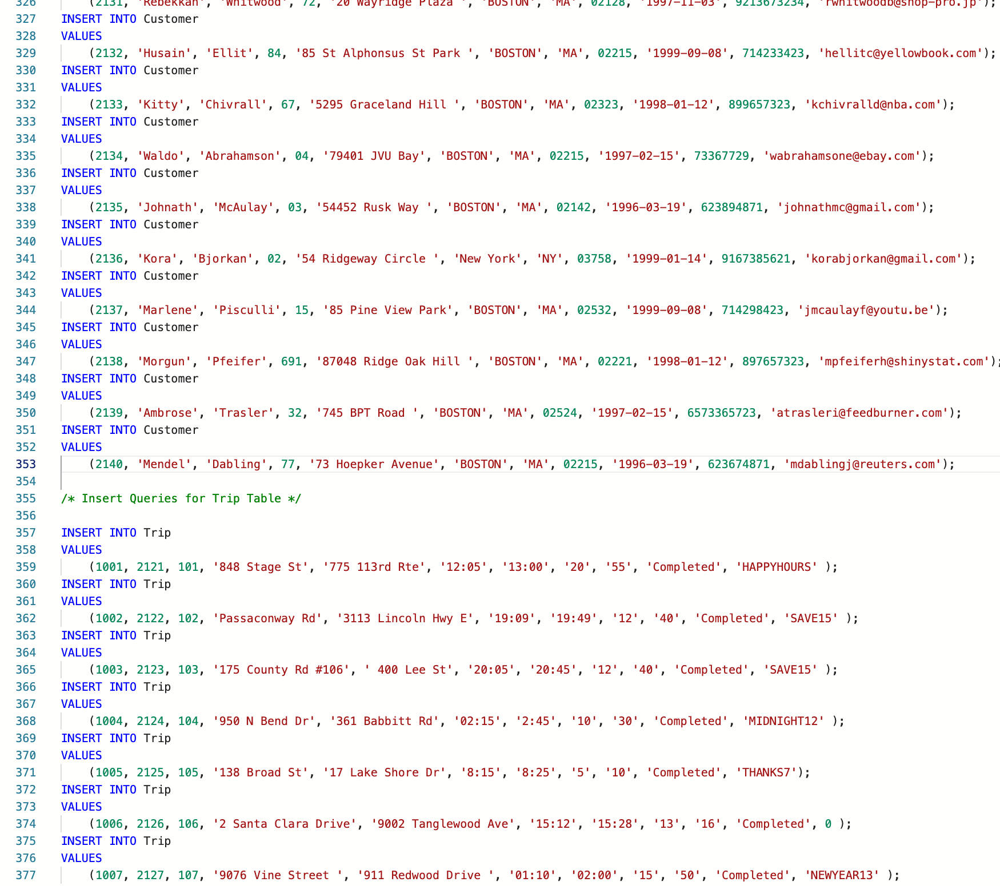 326 (2131, 'Rebekkah', 'Whitwood', 72, '20 Wayridge Plaza ', 'BOSTON', 'MA', 02128, '1997-11-03', 9213673234, 'rwhitwoodb@shop-pro.jp');
327 INSERT INTO Customer
328 VALUES
329 (2132, 'Husain', 'Ellit', 84, '85 St Alphonsus St Park ', 'BOSTON', 'MA', 02215, '1999-09-08', 714233423, 'hellitc@yellowbook.com');
330 INSERT INTO Customer
331 VALUES
332 (2133, 'Kitty', 'Chivrall', 67, '5295 Graceland Hill ', 'BOSTON', 'MA', 02323, '1998-01-12', 899657323, 'kchivralld@nba.com');
333 INSERT INTO Customer
334 VALUES
335 (2134, 'Waldo', 'Abrahamson', 04, '79401 JVU Bay', 'BOSTON', 'MA', 02215, '1997-02-15', 73367729, 'wabrahamsone@ebay.com');
336 INSERT INTO Customer
337 VALUES
338 (2135, 'Johnath', 'McAulay', 03, '54452 Rusk Way ', 'BOSTON', 'MA', 02142, '1996-03-19', 623894871, 'johnathmc@gmail.com');
339 INSERT INTO Customer
340 VALUES
341 (2136, 'Kora', 'Bjorkan', 02, '54 Ridgeway Circle ', 'New York', 'NY', 03758, '1999-01-14', 9167385621, 'korabjorkan@gmail.com');
342 INSERT INTO Customer
343 VALUES
344 (2137, 'Marlene', 'Pisculli', 15, '85 Pine View Park', 'BOSTON', 'MA', 02532, '1999-09-08', 714298423, 'jmcaulayf@youtu.be');
345 INSERT INTO Customer
346 VALUES
347 (2138, 'Morgun', 'Pfeifer', 691, '87048 Ridge Oak Hill ', 'BOSTON', 'MA', 02221, '1998-01-12', 897657323, 'mpfeiferh@shinystat.com');
348 INSERT INTO Customer
349 VALUES
350 (2139, 'Ambrose', 'Trasler', 32, '745 BPT Road ', 'BOSTON', 'MA', 02524, '1997-02-15', 6573365723, 'atrasleri@feedburner.com');
351 INSERT INTO Customer
352 VALUES
353 (2140, 'Mendel', 'Dabling', 77, '73 Hoepker Avenue', 'BOSTON', 'MA', 02215, '1996-03-19', 623674871, 'mdablingj@reuters.com');
354
355 /* Insert Queries for Trip Table */
356
357 INSERT INTO Trip
358 VALUES
359 (1001, 2121, 101, '848 Stage St', '775 113rd Rte', '12:05', '13:00', '20', '55', 'Completed', 'HAPPYHOURS' );
360 INSERT INTO Trip
361 VALUES
362 (1002, 2122, 102, 'Passaconway Rd', '3113 Lincoln Hwy E', '19:09', '19:49', '12', '40', 'Completed', 'SAVE15' );
363 INSERT INTO Trip
364 VALUES
365 (1003, 2123, 103, '175 County Rd #106', ' 400 Lee St', '20:05', '20:45', '12', '40', 'Completed', 'SAVE15' );
366 INSERT INTO Trip
367 VALUES
368 (1004, 2124, 104, '950 N Bend Dr', '361 Babbitt Rd', '02:15', '2:45', '10', '30', 'Completed', 'MIDNIGHT12' );
369 INSERT INTO Trip
370 VALUES
371 (1005, 2125, 105, '138 Broad St', '17 Lake Shore Dr', '8:15', '8:25', '5', '10', 'Completed', 'THANKS7');
372 INSERT INTO Trip
373 VALUES
374 (1006, 2126, 106, '2 Santa Clara Drive', '9002 Tanglewood Ave', '15:12', '15:28', '13', '16', 'Completed', 0 );
375 INSERT INTO Trip
376 VALUES
377 (1007, 2127, 107, '9076 Vine Street ', '911 Redwood Drive ', '01:10', '02:00', '15', '50', 'Completed', 'NEWYEAR13' );